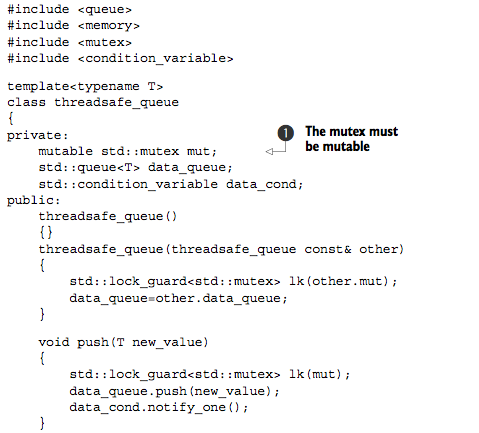 #include <queue>
#include <memory>
#include <mutex>
#include <condition_variable>
template<typename T>
class threadsafe_queue
{
private:
    mutable std::mutex mut;
1 The mutex must
be mutable
    std::queue<T> data_queue;
    std::condition_variable data_cond;
public:
    threadsafe_queue()
    {}
    threadsafe_queue(threadsafe_queue const& other)
    {
        std::lock_guard<std::mutex> lk(other.mut);
        data_queue=other.data_queue;
    }
    void push(T new_value)
    {
        std::lock_guard<std::mutex> lk(mut);
        data_queue.push(new_value);
        data_cond.notify_one();
    }